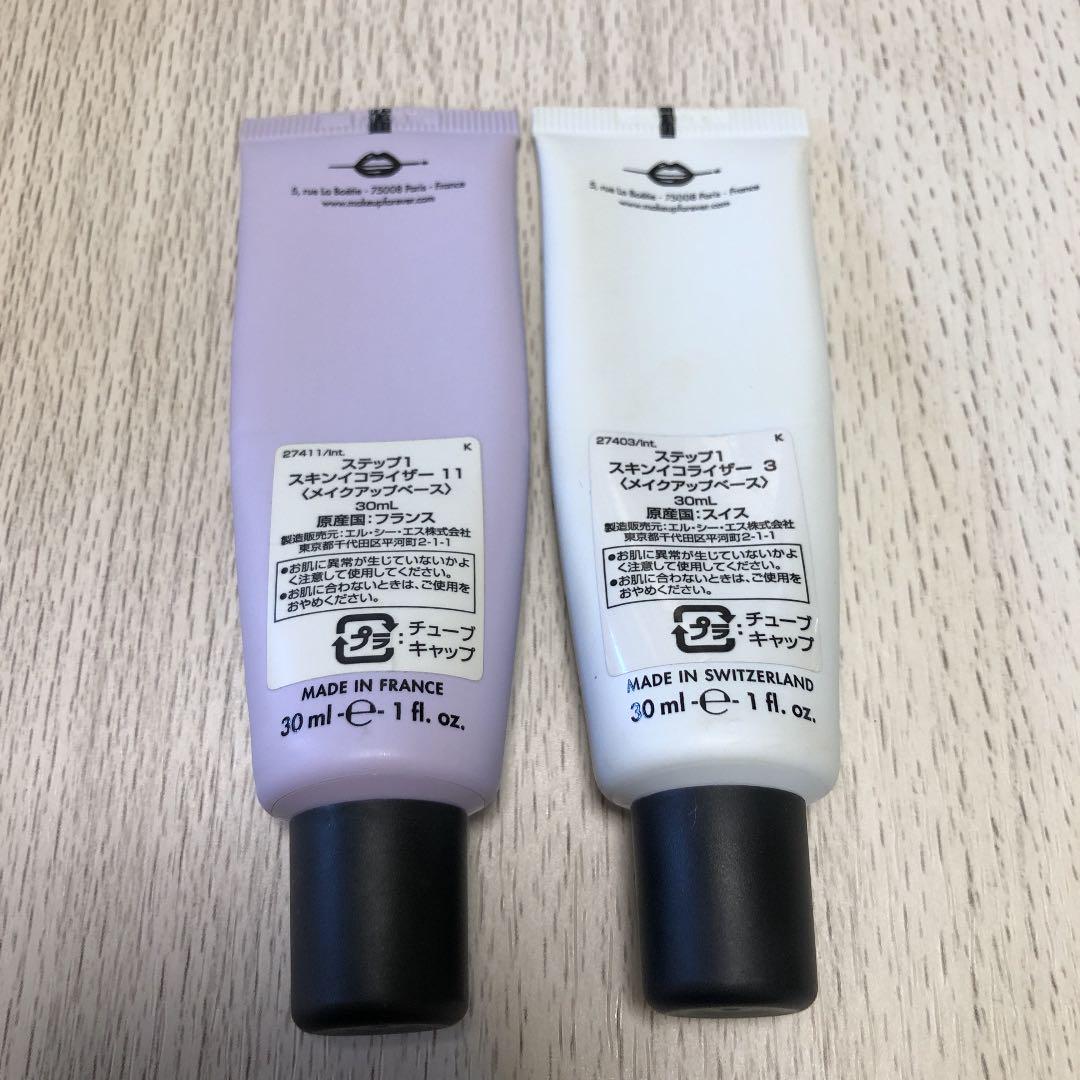 5, rue La Boétie - 75008 Paris - France
www.makeupforever.com
27411/Int. K
ステップ1
スキンイコライザー 11
〈メイクアップベース〉
30mL
原産国:フランス
製造販売元:エル・シー・エス株式会社
東京都千代田区平河町2-1-1
●お肌に異常が生じていないかよ
く注意して使用してください。
●お肌に合わないときは、ご使用を
おやめください。
プラ:チューブ
キャップ
MADE IN FRANCE
30 ml -e- 1 fl. oz.
5, rue La Boétie - 75008 Paris - France
www.makeupforever.com
27403/Int. K
ステップ1
スキンイコライザー 3
〈メイクアップベース〉
30mL
原産国:スイス
製造販売元:エル・シー・エス株式会社
東京都千代田区平河町2-1-1
●お肌に異常が生じていないかよ
く注意して使用してください。
●お肌に合わないときは、ご使用を
おやめください。
プラ:チューブ
キャップ
MADE IN SWITZERLAND
30 ml -e- 1 fl. oz.